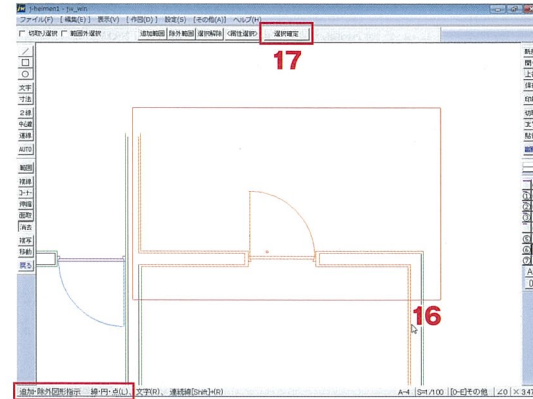 j-heimen1 - jw_win
ファイル(F) [編集(E)] 表示(V) [作図(D)] 設定(S) [その他(A)] ヘルプ(H)
切取り選択 範囲外選択 追加範囲 除外範囲 選択解除 <属性選択> 選択確定
17
文字
寸法
2線
中心線
連線
AUTO
範囲
複線
コーナー
伸縮
面取
消去
複写
移動
戻る
16
追加・除外図形指示 線・円・点(L)、文字(R)、連続線[Shift]+(R)
A-4 S=1/100 [0-E]その他 ∠0 × 3.47